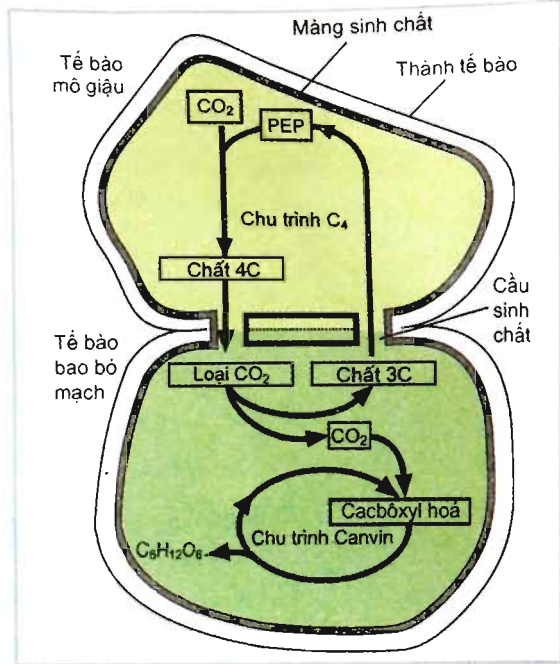 Màng sinh chất
Tế bào
mô giậu
Thành tế bào
CO₂
PEP
Chu trình C₄
Chất 4C
Cầu
sinh
chất
Tế bào
bao bó
mạch
Loại CO₂
Chất 3C
CO₂
Cacbôxyl hoá
Chu trình Canvin
C₆H₁₂O₆